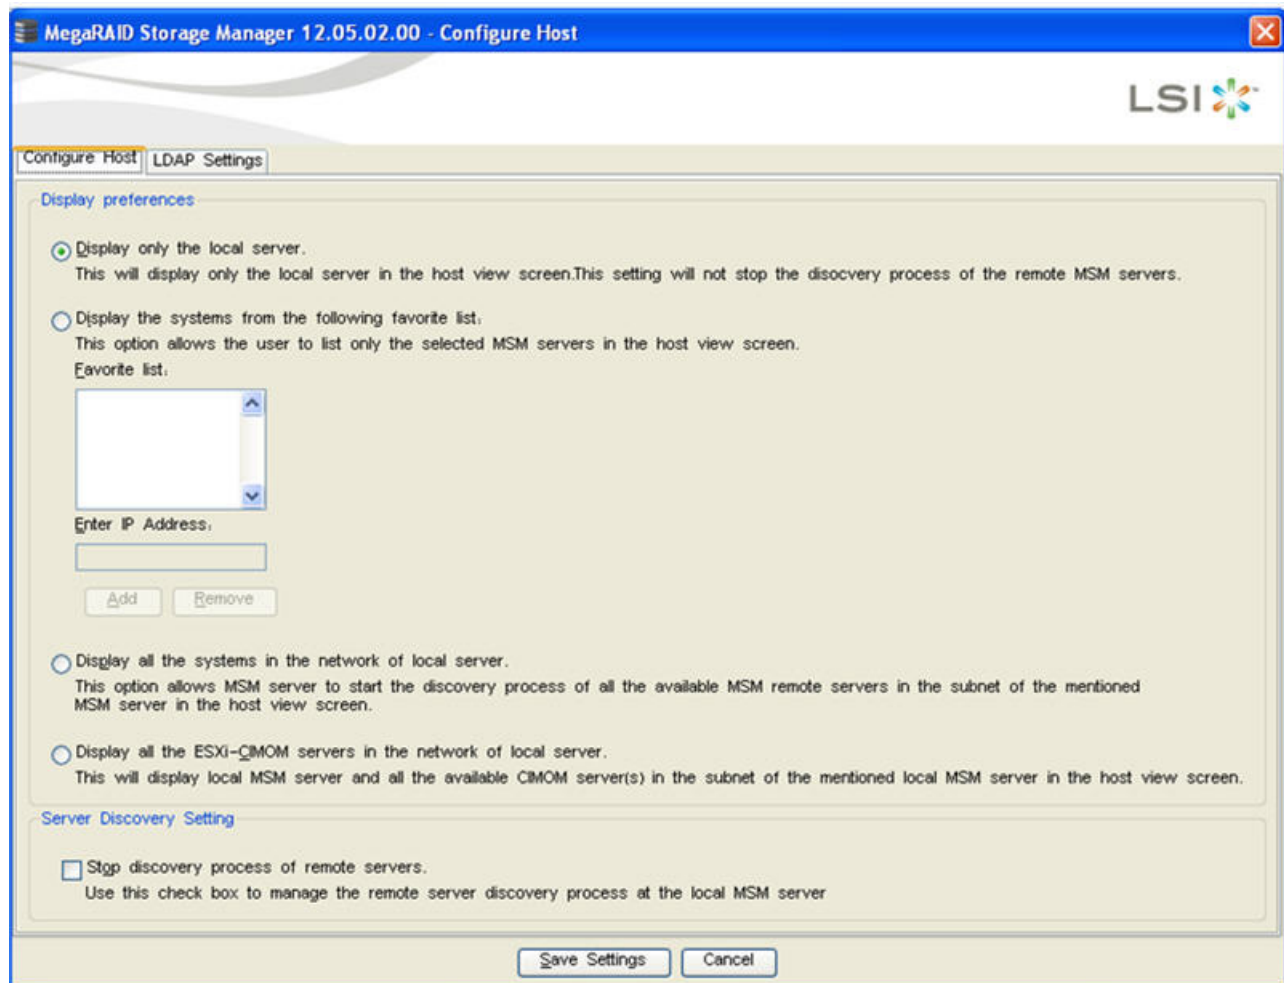 MegaRAID Storage Manager 12.05.02.00 - Configure Host
LSI
Configure Host
LDAP Settings
Display preferences
Display only the local server.
This will display only the local server in the host view screen.This setting will not stop the disocvery process of the remote MSM servers.
Display the systems from the following favorite list:
This option allows the user to list only the selected MSM servers in the host view screen.
Favorite list:
Enter IP Address:
Add
Remove
Display all the systems in the network of local server.
This option allows MSM server to start the discovery process of all the available MSM remote servers in the subnet of the mentioned
MSM server in the host view screen.
Display all the ESXi-CIMOM servers in the network of local server.
This will display local MSM server and all the available CIMOM server(s) in the subnet of the mentioned local MSM server in the host view screen.
Server Discovery Setting
Stop discovery process of remote servers.
Use this check box to manage the remote server discovery process at the local MSM server
Save Settings
Cancel